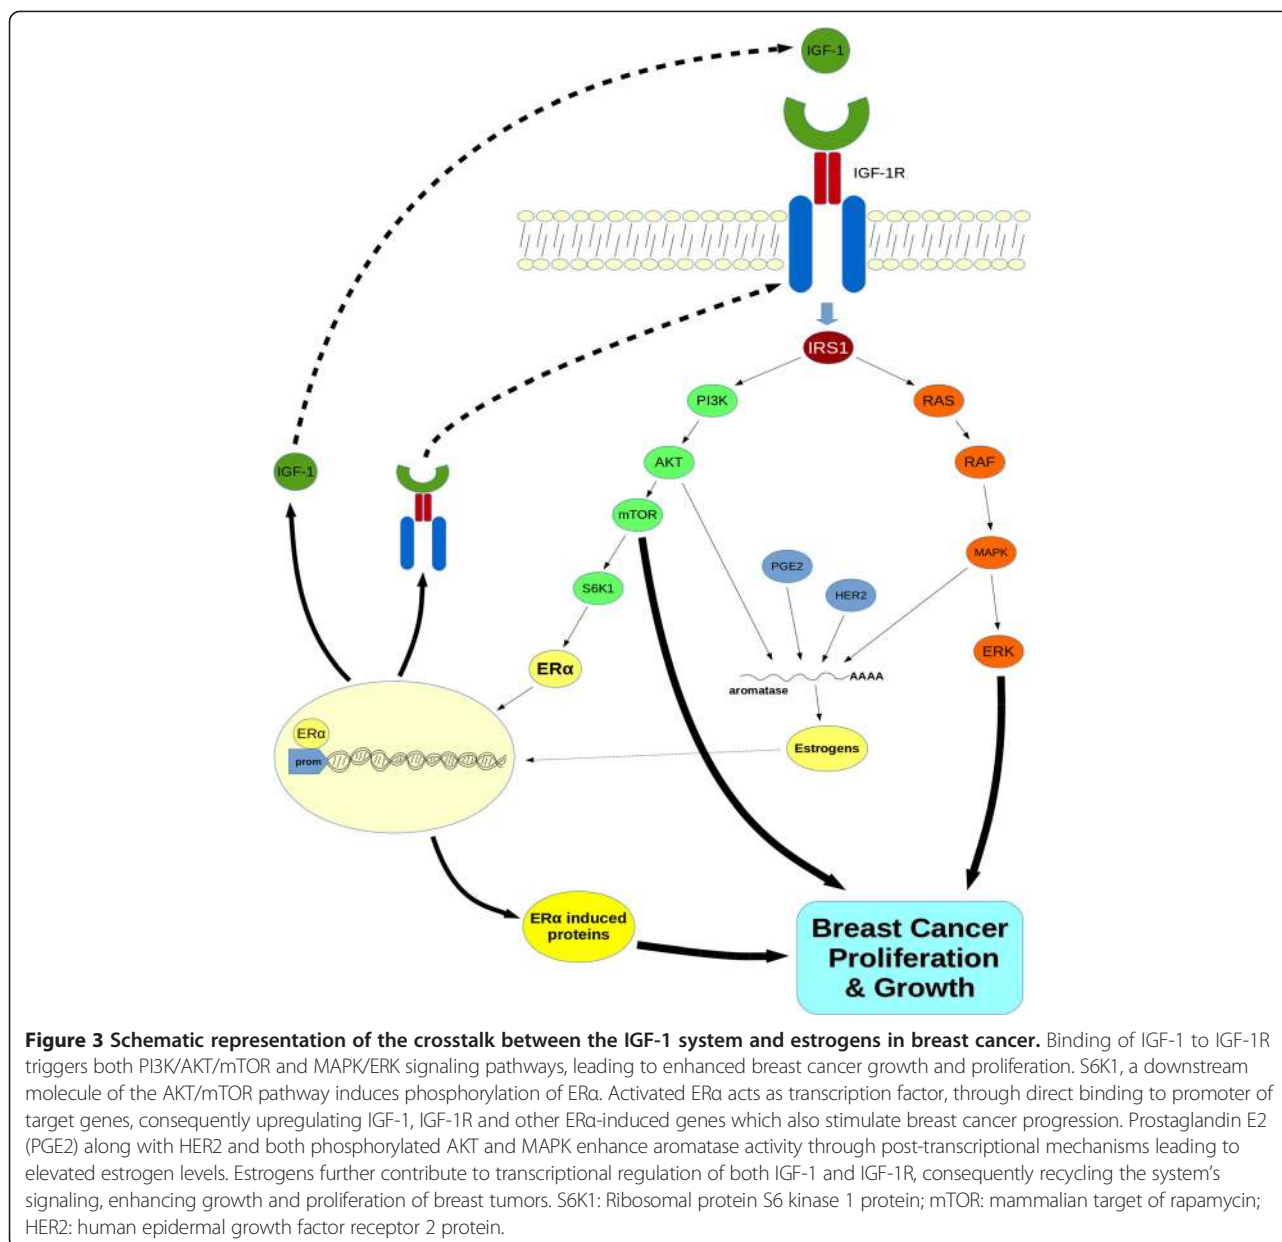 IGF-1
IGF-1R
IRS1
PI3K
RAS
AKT
RAF
IGF-1
mTOR
MAPK
PGE2
S6K1
HER2
ERK
ERα
AAAA
aromatase
ERα
Estrogens
prom
ERα induced
proteins
Breast Cancer
Proliferation
& Growth
Figure 3 Schematic representation of the crosstalk between the IGF-1 system and estrogens in breast cancer. Binding of IGF-1 to IGF-1R
triggers both PI3K/AKT/mTOR and MAPK/ERK signaling pathways, leading to enhanced breast cancer growth and proliferation. S6K1, a downstream
molecule of the AKT/mTOR pathway induces phosphorylation of ERα. Activated ERα acts as transcription factor, through direct binding to promoter of
target genes, consequently upregulating IGF-1, IGF-1R and other ERα-induced genes which also stimulate breast cancer progression. Prostaglandin E2
(PGE2) along with HER2 and both phosphorylated AKT and MAPK enhance aromatase activity through post-transcriptional mechanisms leading to
elevated estrogen levels. Estrogens further contribute to transcriptional regulation of both IGF-1 and IGF-1R, consequently recycling the system's
signaling, enhancing growth and proliferation of breast tumors. S6K1: Ribosomal protein S6 kinase 1 protein; mTOR: mammalian target of rapamycin;
HER2: human epidermal growth factor receptor 2 protein.